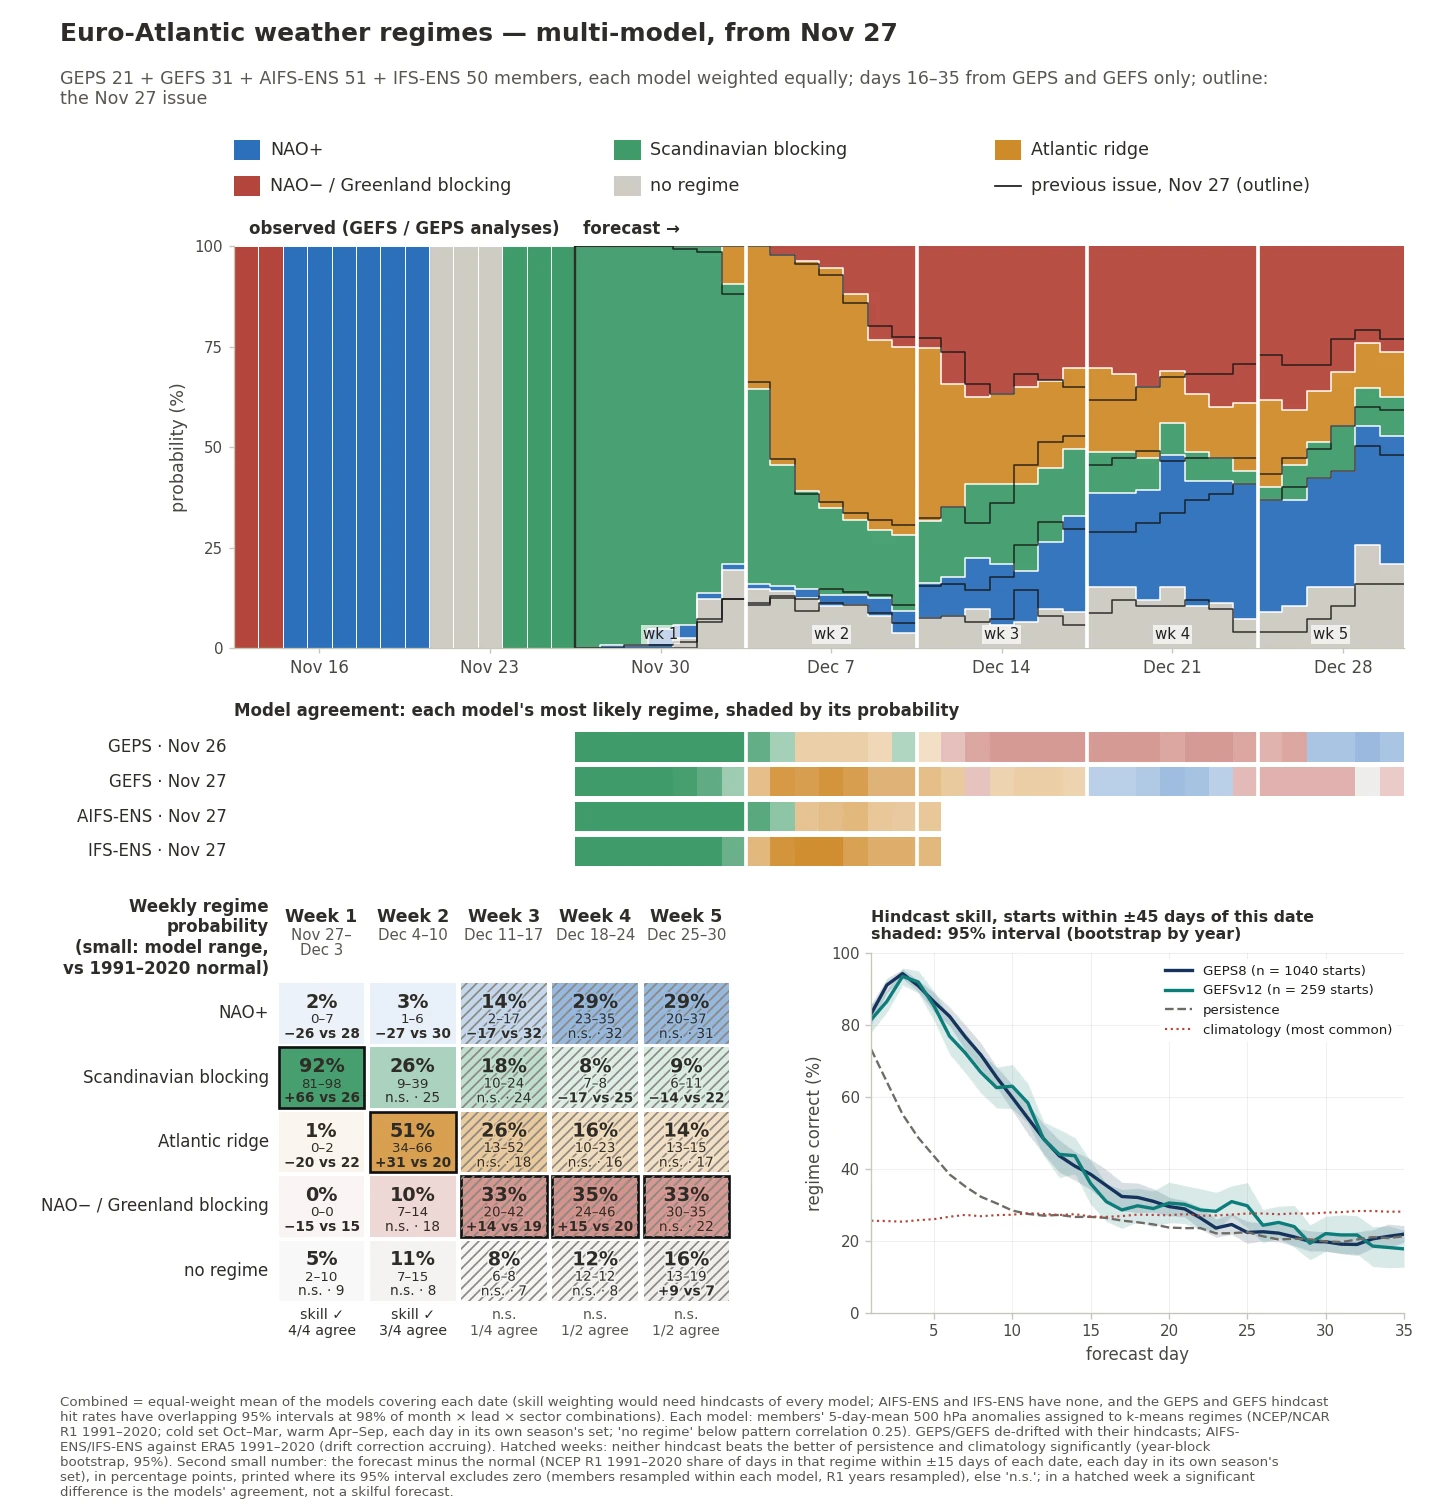 Euro-Atlantic weather regimes — multi-model, from Nov 27
GEPS 21 + GEFS 31 + AIFS-ENS 51 + IFS-ENS 50 members, each model weighted equally; days 16–35 from GEPS and GEFS only; outline:
the Nov 27 issue
NAO+
Scandinavian blocking
Atlantic ridge
NAO− / Greenland blocking
no regime
previous issue, Nov 27 (outline)
observed (GEFS / GEPS analyses)
forecast →
probability (%)
100
75
50
25
0
wk 1
wk 2
wk 3
wk 4
wk 5
Nov 16
Nov 23
Nov 30
Dec 7
Dec 14
Dec 21
Dec 28
Model agreement: each model's most likely regime, shaded by its probability
GEPS · Nov 26
GEFS · Nov 27
AIFS-ENS · Nov 27
IFS-ENS · Nov 27
Weekly regime
probability
(small: model range,
vs 1991–2020 normal)
Week 1
Nov 27–
Dec 3
Week 2
Dec 4–10
Week 3
Dec 11–17
Week 4
Dec 18–24
Week 5
Dec 25–30
NAO+
2%
0–7
−26 vs 28
3%
1–6
−27 vs 30
14%
2–17
−17 vs 32
29%
23–35
n.s. · 32
29%
20–37
n.s. · 31
Scandinavian blocking
92%
81–98
+66 vs 26
26%
9–39
n.s. · 25
18%
10–24
n.s. · 24
8%
7–8
−17 vs 25
9%
6–11
−14 vs 22
Atlantic ridge
1%
0–2
−20 vs 22
51%
34–66
+31 vs 20
26%
13–52
n.s. · 18
16%
10–23
n.s. · 16
14%
13–15
n.s. · 17
NAO− / Greenland blocking
0%
0–0
−15 vs 15
10%
7–14
n.s. · 18
33%
20–42
+14 vs 19
35%
24–46
+15 vs 20
33%
30–35
n.s. · 22
no regime
5%
2–10
n.s. · 9
11%
7–15
n.s. · 8
8%
6–8
n.s. · 7
12%
12–12
n.s. · 8
16%
13–19
+9 vs 7
skill ✓
4/4 agree
skill ✓
3/4 agree
n.s.
1/4 agree
n.s.
1/2 agree
n.s.
1/2 agree
Hindcast skill, starts within ±45 days of this date
shaded: 95% interval (bootstrap by year)
GEPS8 (n = 1040 starts)
GEFSv12 (n = 259 starts)
persistence
climatology (most common)
regime correct (%)
100
80
60
40
20
0
5
10
15
20
25
30
35
forecast day
Combined = equal-weight mean of the models covering each date (skill weighting would need hindcasts of every model; AIFS-ENS and IFS-ENS have none, and the GEPS and GEFS hindcast
hit rates have overlapping 95% intervals at 98% of month × lead × sector combinations). Each model: members' 5-day-mean 500 hPa anomalies assigned to k-means regimes (NCEP/NCAR
R1 1991–2020; cold set Oct–Mar, warm Apr–Sep, each day in its own season's set; 'no regime' below pattern correlation 0.25). GEPS/GEFS de-drifted with their hindcasts; AIFS-
ENS/IFS-ENS against ERA5 1991–2020 (drift correction accruing). Hatched weeks: neither hindcast beats the better of persistence and climatology significantly (year-block
bootstrap, 95%). Second small number: the forecast minus the normal (NCEP R1 1991–2020 share of days in that regime within ±15 days of each date, each day in its own season's
set), in percentage points, printed where its 95% interval excludes zero (members resampled within each model, R1 years resampled), else 'n.s.'; in a hatched week a significant
difference is the models' agreement, not a skilful forecast.